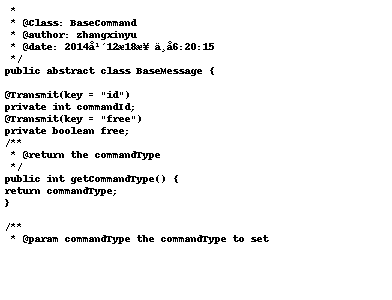 *
* @Class: BaseCommand
* @author: zhangxinyu
* @date: 2014å¹´12æ18æ¥ ä¸å6:20:15
*/
public abstract class BaseMessage {

@Transmit(key = "id")
private int commandId;
@Transmit(key = "free")
private boolean free;
/**
* @return the commandType
*/
public int getCommandType() {
return commandType;
}

/**
* @param commandType the commandType to set